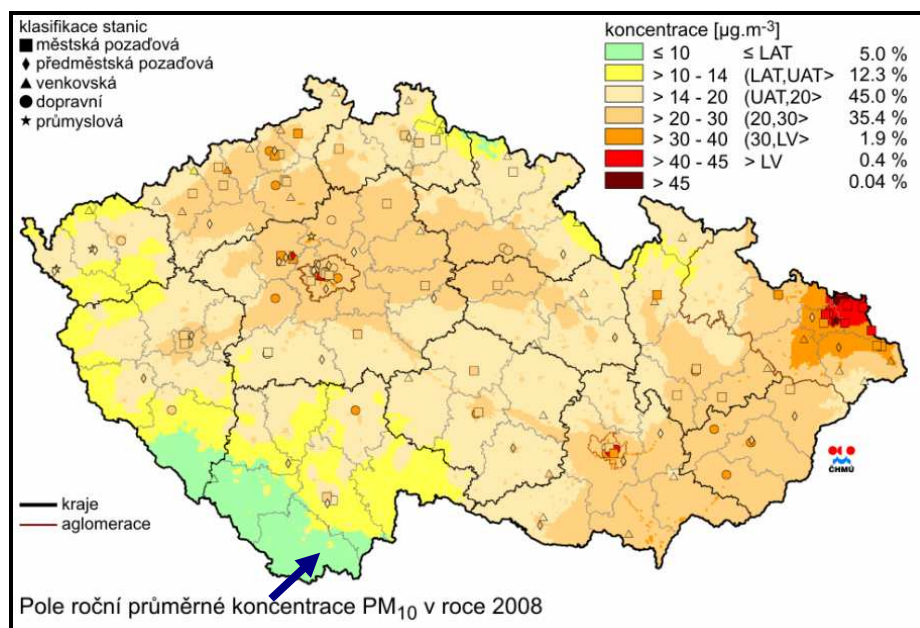 klasifikace stanic
městská pozaďová
předměstská pozaďová
venkovská
dopravní
průmyslová
koncentrace [µg.m-3]
≤ 10 ≤ LAT 5.0 %
> 10 - 14 (LAT,UAT> 12.3 %
> 14 - 20 (UAT,20> 45.0 %
> 20 - 30 (20,30> 35.4 %
> 30 - 40 (30,LV> 1.9 %
> 40 - 45 > LV 0.4 %
> 45 0.04 %
ČHMÚ
kraje
aglomerace
Pole roční průměrné koncentrace PM10 v roce 2008